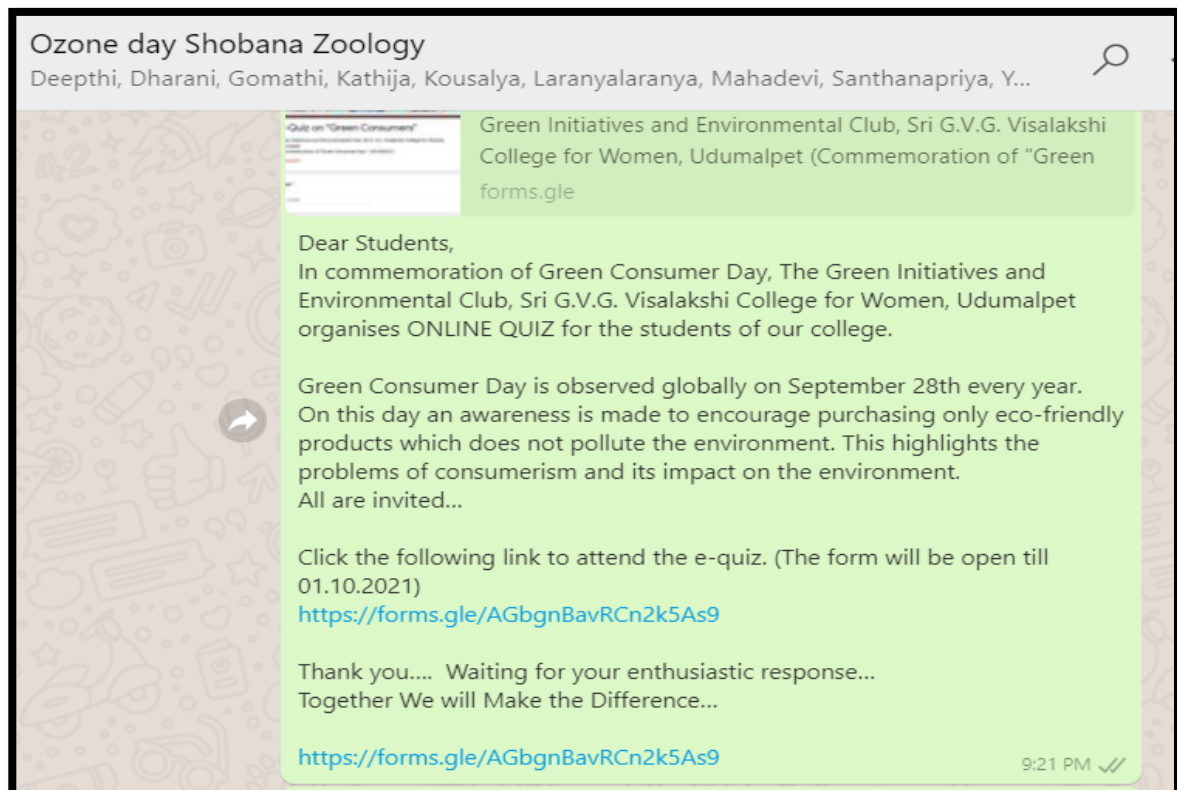 Ozone day Shobana Zoology
Deepthi, Dharani, Gomathi, Kathija, Kousalya, Laranyalaranya, Mahadevi, Santhanapriya, Y...
-Quiz on "Green Consumers"
Green Initiatives and Environmental Club, Sri G.V.G. Visalakshi
College for Women, Udumalpet (Commemoration of "Green
forms.gle
Dear Students,
In commemoration of Green Consumer Day, The Green Initiatives and
Environmental Club, Sri G.V.G. Visalakshi College for Women, Udumalpet
organises ONLINE QUIZ for the students of our college.
Green Consumer Day is observed globally on September 28th every year.
On this day an awareness is made to encourage purchasing only eco-friendly
products which does not pollute the environment. This highlights the
problems of consumerism and its impact on the environment.
All are invited...
Click the following link to attend the e-quiz. (The form will be open till
01.10.2021)
https://forms.gle/AGbgnBavRCn2k5As9
Thank you.... Waiting for your enthusiastic response...
Together We will Make the Difference...
https://forms.gle/AGbgnBavRCn2k5As9
9:21 PM